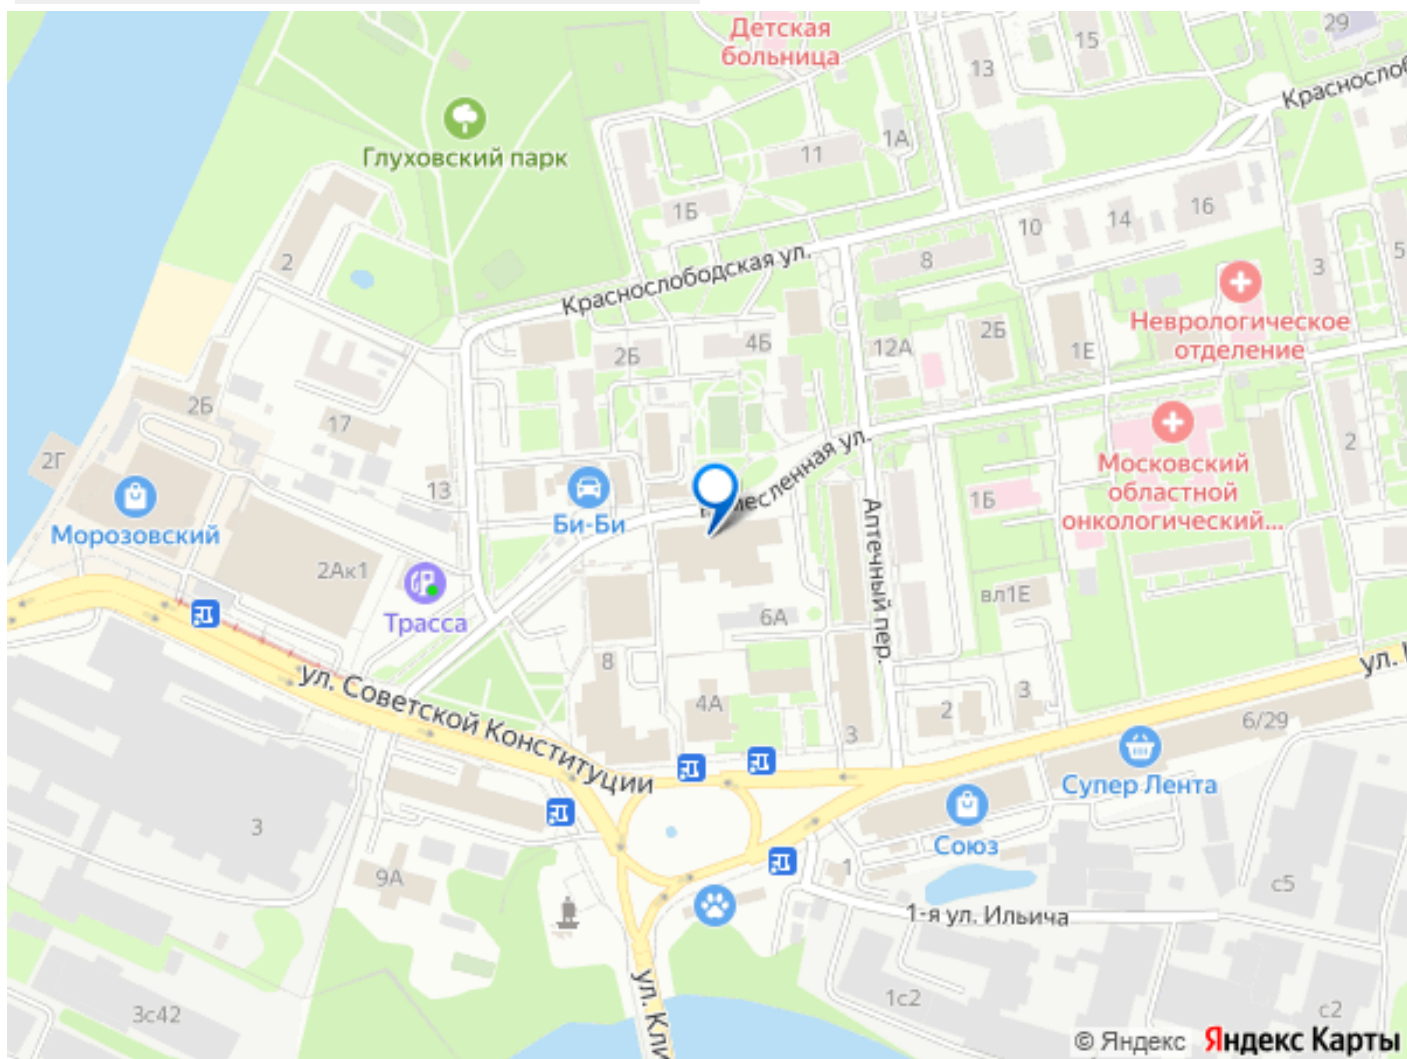 Детская
больница
29
15
13
Краснослоб
Глуховский парк
1А
11
1Б
16
14
10
Краснослободская ул.
8
3
5
2
Неврологическое
отделение
2Б
1Е
12А
4Б
2Б
2Б
17
2Г
13
Морозовский
Би-Би
месленная ул.
Московский
областной
онкологический...
2
1Б
Аптечный пер.
2Ак1
Трасса
6А
вл1Е
ул. Советской Конституции
8
4А
3
2
3
ул.
6/29
Супер Лента
Союз
3
9А
1
с5
1-я ул. Ильича
ул. Кли
1с2
с2
3с42
© Яндекс
Яндекс Карты